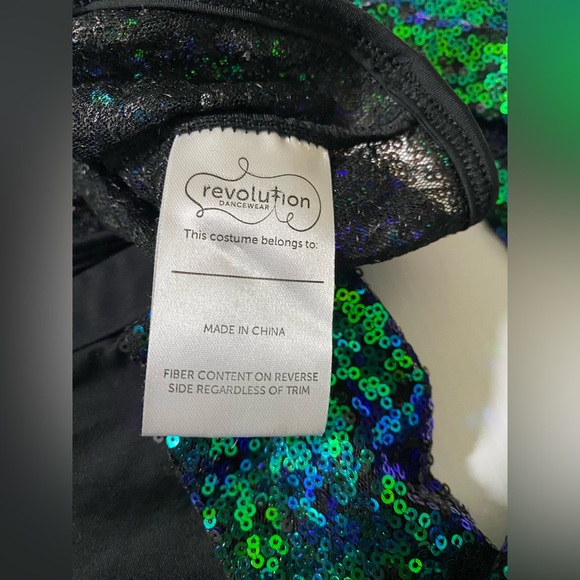 revolution
DANCEWEAR
This costume belongs to:
MADE IN CHINA
FIBER CONTENT ON REVERSE
SIDE REGARDLESS OF TRIM